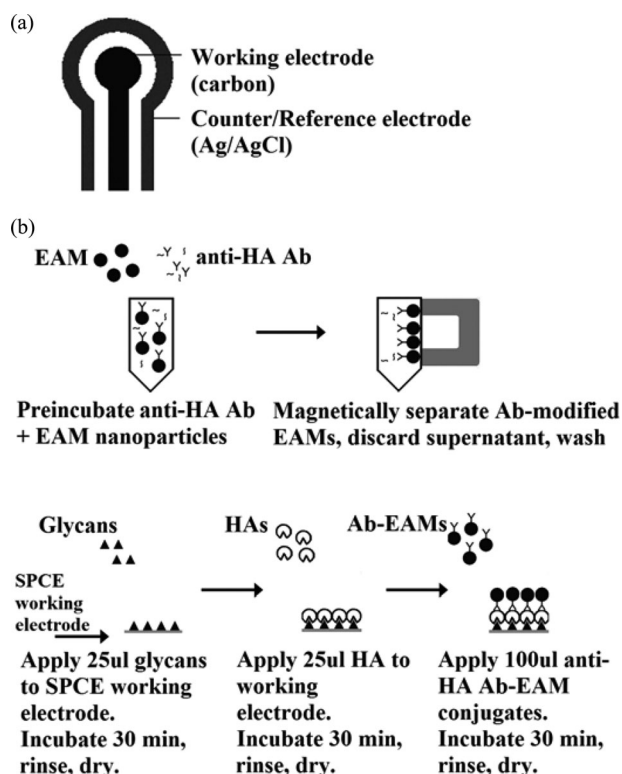 (a)
Working electrode
(carbon)
Counter/Reference electrode
(Ag/AgCl)
(b)
EAM
anti-HA Ab
Preincubate anti-HA Ab
+ EAM nanoparticles
Magnetically separate Ab-modified
EAMs, discard supernatant, wash
Glycans
HAs
Ab-EAMs
SPCE
working
electrode
Apply 25ul glycans
to SPCE working
electrode.
Incubate 30 min,
rinse, dry.
Apply 25ul HA to
working
electrode.
Incubate 30 min,
rinse, dry.
Apply 100ul anti-
HA Ab-EAM
conjugates.
Incubate 30 min,
rinse, dry.